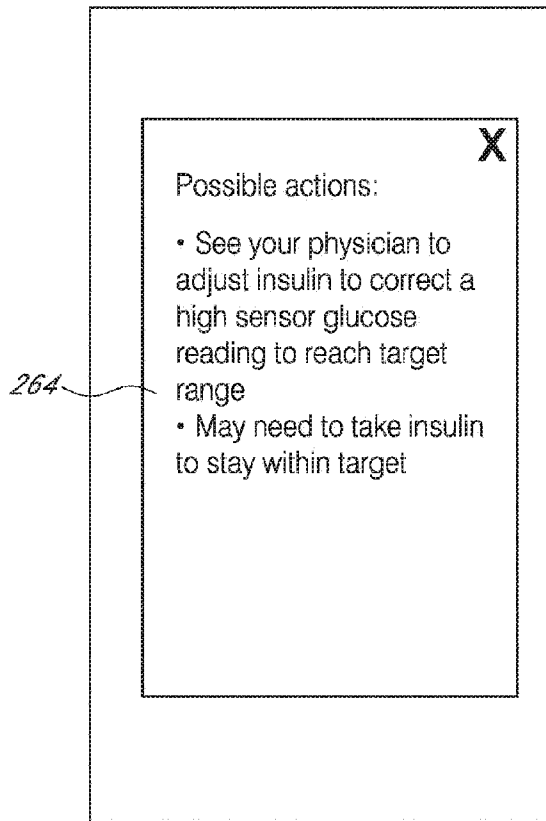 X
Possible actions:
• See your physician to
adjust insulin to correct a
high sensor glucose
reading to reach target
range
264
• May need to take insulin
to stay within target